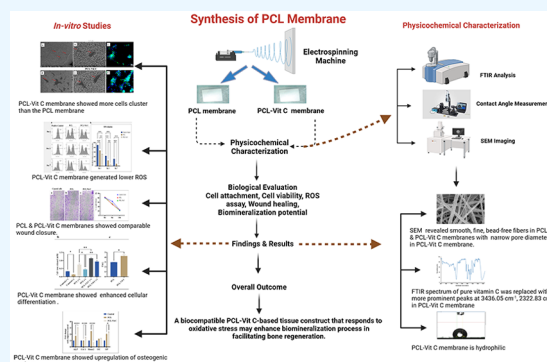 In-vitro Studies
PCL-Vit C membrane showed more cells cluster
than the PCL membrane
PCL-Vit C membrane generated lower ROS
PCL & PCL-Vit C membranes showed comparable
wound closure
PCL-Vit C membrane showed enhanced cellular
differentiation .
PCL-Vit C membrane showed upregulation of osteogenic
Synthesis of PCL Membrane
Electrospinning
Machine
PCL membrane
PCL-Vit C membrane
Physicochemical
Characterization
Biological Evaluation
Cell attachment, Cell viability, ROS
assay, Wound healing,
Biomineralization potential
Findings & Results
Overall Outcome
A biocompatible PCL-Vit C-based tissue construct that responds to
oxidative stress may enhance biomineralization process in
facilitating bone regeneration.
Physicochemical Characterization
FTIR Analysis
Contact Angle Measurement
SEM Imaging
SEM revealed smooth, fine, bead-free fibers in PCL
& PCL-Vit C membranes with narrow pore diameter
in PCL-Vit C membrane.
FTIR spectrum of pure vitamin C was replaced with
more prominent peaks at 3436.05 cm-1, 2322.83 c
in PCL-Vit C membrane
PCL-Vit C membrane is hydrophilic